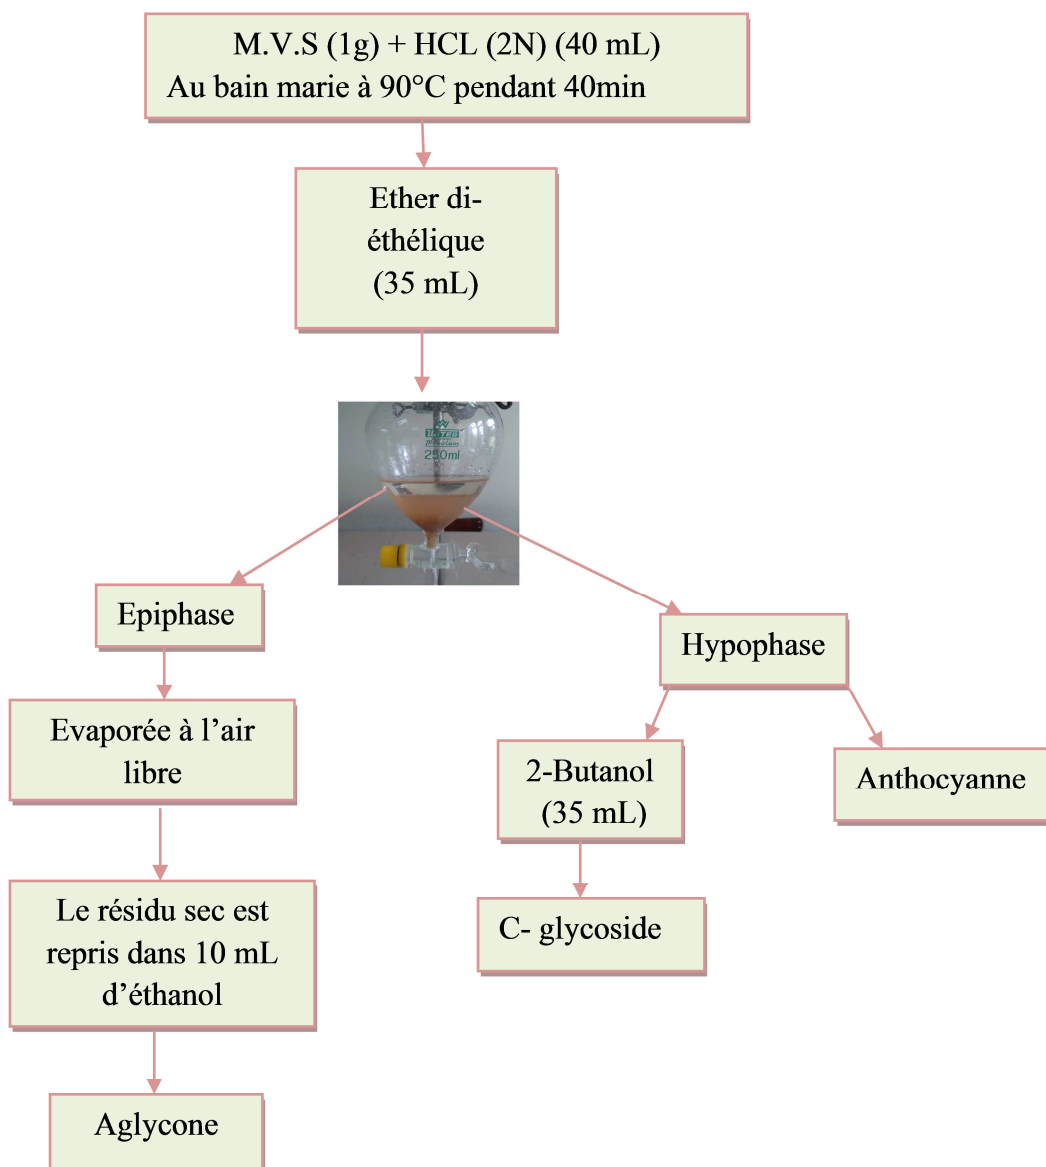 M.V.S (1g) + HCL (2N) (40 mL)
Au bain marie à 90°C pendant 40min
Ether di-
éthélique
(35 mL)
250ml
Epiphase
Hypophase
Evaporée à l'air
libre
2-Butanol
(35 mL)
Anthocyanne
Le résidu sec est
repris dans 10 mL
d'éthanol
C- glycoside
Aglycone